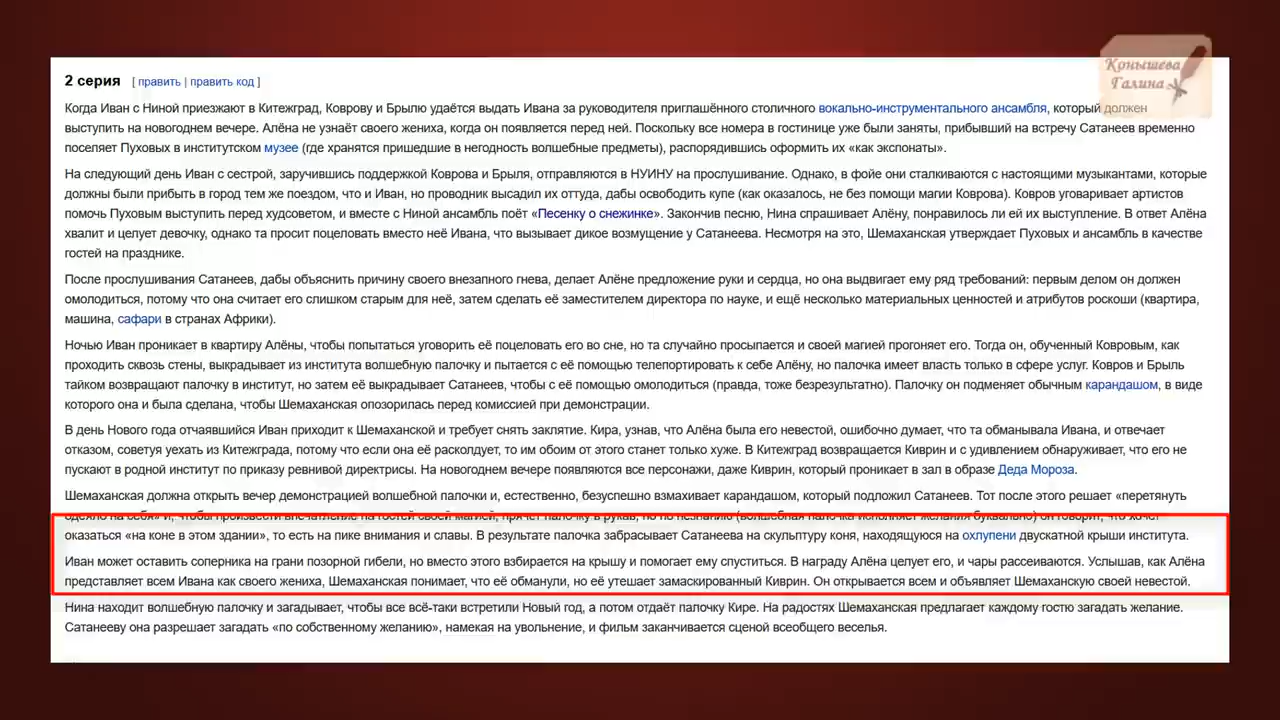 Конышева
Галина
2 серия [ править | править код ]
Когда Иван с Ниной приезжают в Китежград, Коврову и Брылю удаётся выдать Ивана за руководителя приглашённого столичного вокально-инструментального ансамбля, который должен
выступить на новогоднем вечере. Алёна не узнаёт своего жениха, когда он появляется перед ней. Поскольку все номера в гостинице уже были заняты, прибывший на встречу Сатанеев временно
поселяет Пуховых в институтском музее (где хранятся пришедшие в негодность волшебные предметы), распорядившись оформить их «как экспонаты».
На следующий день Иван с сестрой, заручившись поддержкой Коврова и Брыля, отправляются в НУИНУ на прослушивание. Однако, в фойе они сталкиваются с настоящими музыкантами, которые
должны были прибыть в город тем же поездом, что и Иван, но проводник высадил их оттуда, дабы освободить купе (как оказалось, не без помощи магии Коврова). Ковров уговаривает артистов
помочь Пуховым выступить перед худсоветом, и вместе с Ниной ансамбль поёт «Песенку о снежинке». Закончив песню, Нина спрашивает Алёну, понравилось ли ей их выступление. В ответ Алёна
хвалит и целует девочку, однако та просит поцеловать вместо неё Ивана, что вызывает дикое возмущение у Сатанеева. Несмотря на это, Шемаханская утверждает Пуховых и ансамбль в качестве
гостей на празднике.
После прослушивания Сатанеев, дабы объяснить причину своего внезапного гнева, делает Алёне предложение руки и сердца, но она выдвигает ему ряд требований: первым делом он должен
омолодиться, потому что она считает его слишком старым для неё, затем сделать её заместителем директора по науке, и ещё несколько материальных ценностей и атрибутов роскоши (квартира,
машина, сафари в странах Африки).
Ночью Иван проникает в квартиру Алёны, чтобы попытаться уговорить её поцеловать его во сне, но та случайно просыпается и своей магией прогоняет его. Тогда он, обученный Ковровым, как
проходить сквозь стены, выкрадывает из института волшебную палочку и пытается с её помощью телепортировать к себе Алёну, но палочка имеет власть только в сфере услуг. Ковров и Брыль
тайком возвращают палочку в институт, но затем её выкрадывает Сатанеев, чтобы с её помощью омолодиться (правда, тоже безрезультатно). Палочку он подменяет обычным карандашом, в виде
которого она и была сделана, чтобы Шемаханская опозорилась перед комиссией при демонстрации.
В день Нового года отчаявшийся Иван приходит к Шемаханской и требует снять заклятие. Кира, узнав, что Алёна была его невестой, ошибочно думает, что та обманывала Ивана, и отвечает
отказом, советуя уехать из Китежграда, потому что если она её расколдует, то им обоим от этого станет только хуже. В Китежград возвращается Киврин и с удивлением обнаруживает, что его не
пускают в родной институт по приказу ревнивой директрисы. На новогоднем вечере появляются все персонажи, даже Киврин, который проникает в зал в образе Деда Мороза.
Шемаханская должна открыть вечер демонстрацией волшебной палочки и, естественно, безуспешно взмахивает карандашом, который подложил Сатанеев. Тот после этого решает «перетянуть
одеяло на себя» и, чтобы произвести впечатление на гостей своей магией, прячет палочку в рукав, но по незнанию (волшебная палочка исполняет желания буквально) он говорит, что хочет
оказаться «на коне в этом здании», то есть на пике внимания и славы. В результате палочка забрасывает Сатанеева на скульптуру коня, находящуюся на охлупени двускатной крыши института.
Иван может оставить соперника на грани позорной гибели, но вместо этого взбирается на крышу и помогает ему спуститься. В награду Алёна целует его, и чары рассеиваются. Услышав, как Алёна
представляет всем Ивана как своего жениха, Шемаханская понимает, что её обманули, но её утешает замаскированный Киврин. Он открывается всем и объявляет Шемаханскую своей невестой.
Нина находит волшебную палочку и загадывает, чтобы все всё-таки встретили Новый год, а потом отдаёт палочку Кире. На радостях Шемаханская предлагает каждому гостю загадать желание.
Сатанееву она разрешает загадать «по собственному желанию», намекая на увольнение, и фильм заканчивается сценой всеобщего веселья.